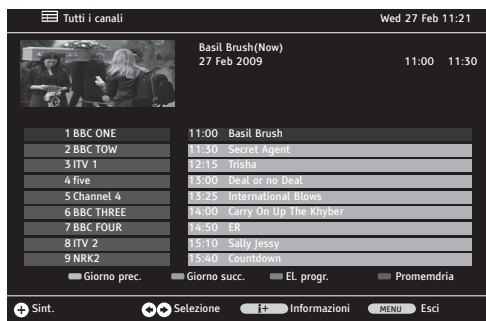 Tutti i canali Wed 27 Feb 11:21
Basil Brush(Now)
27 Feb 2009 11:00 11:30
1 BBC ONE 11:00 Basil Brush
2 BBC TOW 11:30 Secret Agent
3 ITV 1 12:15 Trisha
4 five 13:00 Deal or no Deal
5 Channel 4 13:25 International Blows
6 BBC THREE 14:00 Carry On Up The Khyber
7 BBC FOUR 14:50 ER
8 ITV 2 15:10 Sally Jessy
9 NRK2 15:40 Countdown
Giorno prec. Giorno succ. El. progr. Promemdria
Sint. Selezione i+ Informazioni MENU Esci